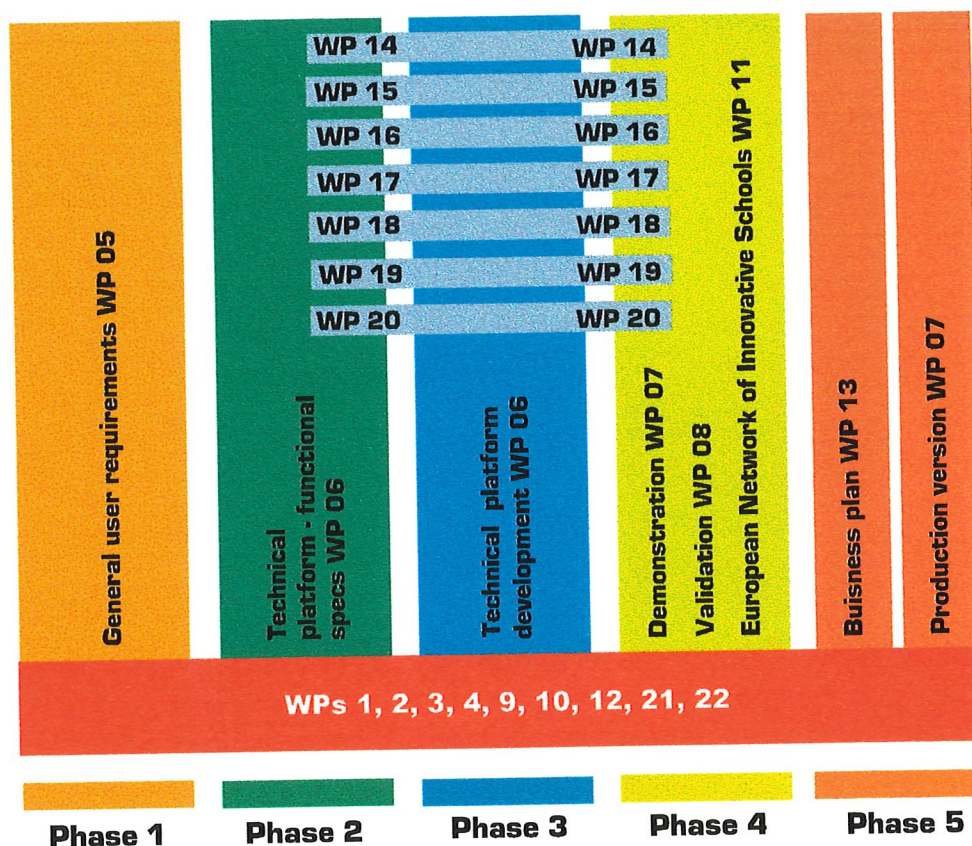 WP 14 WP 14
WP 15 WP 15
WP 16 WP 16
WP 17 WP 17
WP 18 WP 18
WP 19 WP 19
WP 20 WP 20
General user requirements WP 05
Technical
platform - functional
specs WP 06
Technical platform
development WP 06
Demonstration WP 07
Validation WP 08
European Network of Innovative Schools WP 11
Buisness plan WP 13
Production version WP 07
WPs 1, 2, 3, 4, 9, 10, 12, 21, 22
Phase 1 Phase 2 Phase 3 Phase 4 Phase 5